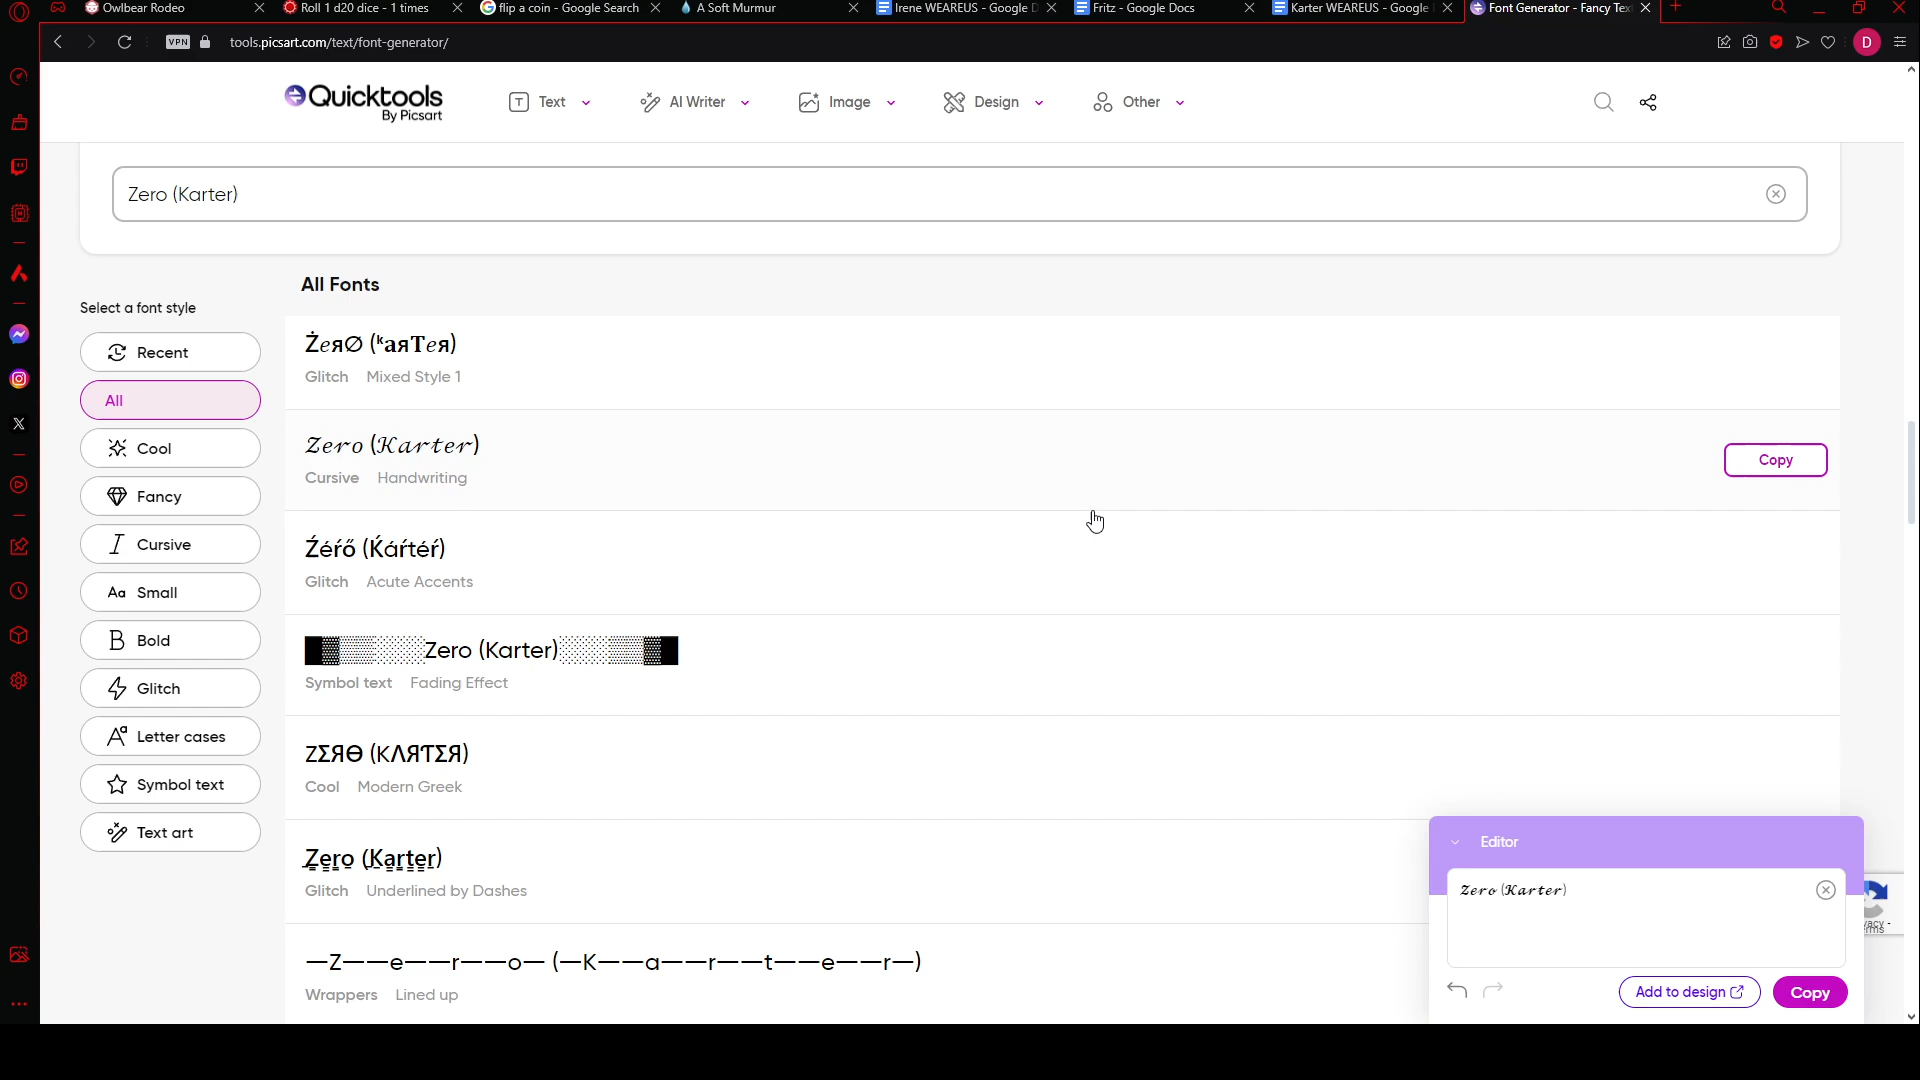 Owlbear Rodeo
Roll 1 d20 dice - 1 times
flip a coin - Google Search
A Soft Murmur
Irene WEAREUS - Google D
Fritz - Google Docs
Karter WEAREUS - Google
Font Generator - Fancy Te
VPN
tools.picsart.com/text/font-generator/
D
Quicktools
By Picsart
Text
AI Writer
Image
Design
Other
Zero (Karter)
All Fonts
Select a font style
Recent
All
Cool
Fancy
Cursive
Small
Bold
Glitch
Letter cases
Symbol text
Text art
Ż𝑒я∅ (ᵏ𝐚я𝐓𝑒я)
Glitch Mixed Style 1
𝓩𝓮𝓻𝓸 (𝓚𝓪𝓻𝓽𝓮𝓻)
Cursive Handwriting
Copy
Źéŕő (Ḱáŕtéŕ)
Glitch Acute Accents
█▓▒░Zero (Karter)░▒▓█
Symbol text Fading Effect
ZΣЯӨ (KΛЯƬΣЯ)
Cool Modern Greek
Z̳e̳r̳o̳ (K̳a̳r̳t̳e̳r̳)
Glitch Underlined by Dashes
—Z——e——r——o— (—K——a——r——t——e——r—)
Wrappers Lined up
Editor
𝓩𝓮𝓻𝓸 (𝓚𝓪𝓻𝓽𝓮𝓻)
Add to design
Copy